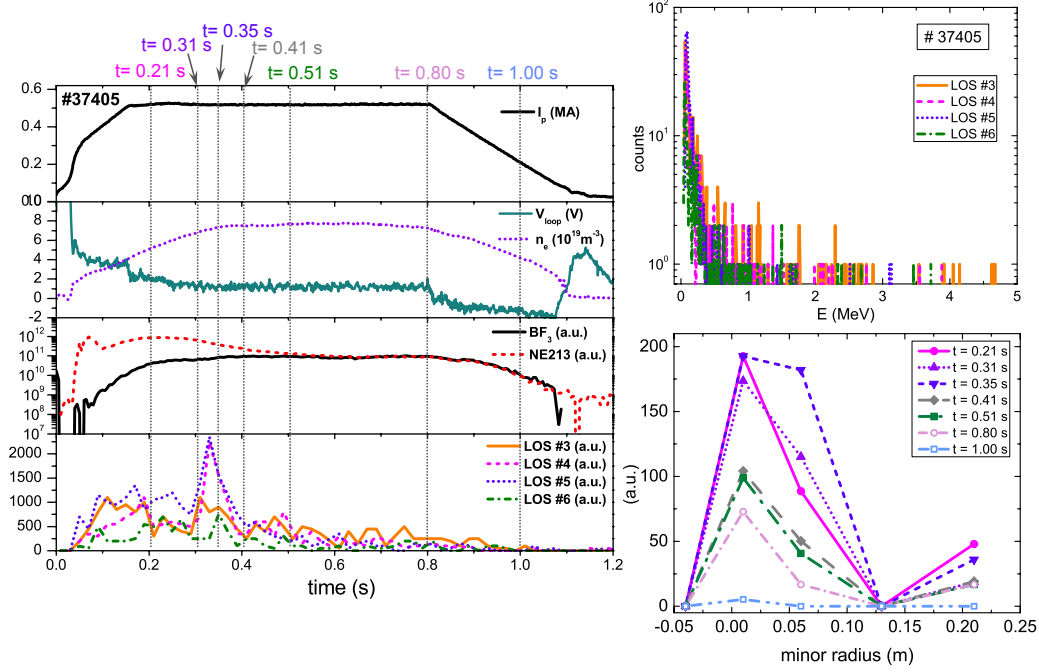 t= 0.35 s
t= 0.31 s
t= 0.41 s
t= 0.21 s
t= 0.51 s
t= 0.80 s
t= 1.00 s
#37405
0.6
0.4
0.2
I_p (MA)
8
6
4
2
0
-2
V_loop (V)
n_e (10^19 m^-3)
10^12
10^11
10^10
10^9
10^8
10^7
BF_3 (a.u.)
NE213 (a.u.)
2000
1500
1000
500
0
LOS #3 (a.u.)
LOS #4 (a.u.)
LOS #5 (a.u.)
LOS #6 (a.u.)
0.0 0.2 0.4 0.6 0.8 1.0 1.2
time (s)
10^2
10^1
10^0
counts
# 37405
LOS #3
LOS #4
LOS #5
LOS #6
0 1 2 3 4 5
E (MeV)
200
150
100
50
0
(a.u.)
t = 0.21 s
t = 0.31 s
t = 0.35 s
t = 0.41 s
t = 0.51 s
t = 0.80 s
t = 1.00 s
-0.05 0.00 0.05 0.10 0.15 0.20 0.25
minor radius (m)